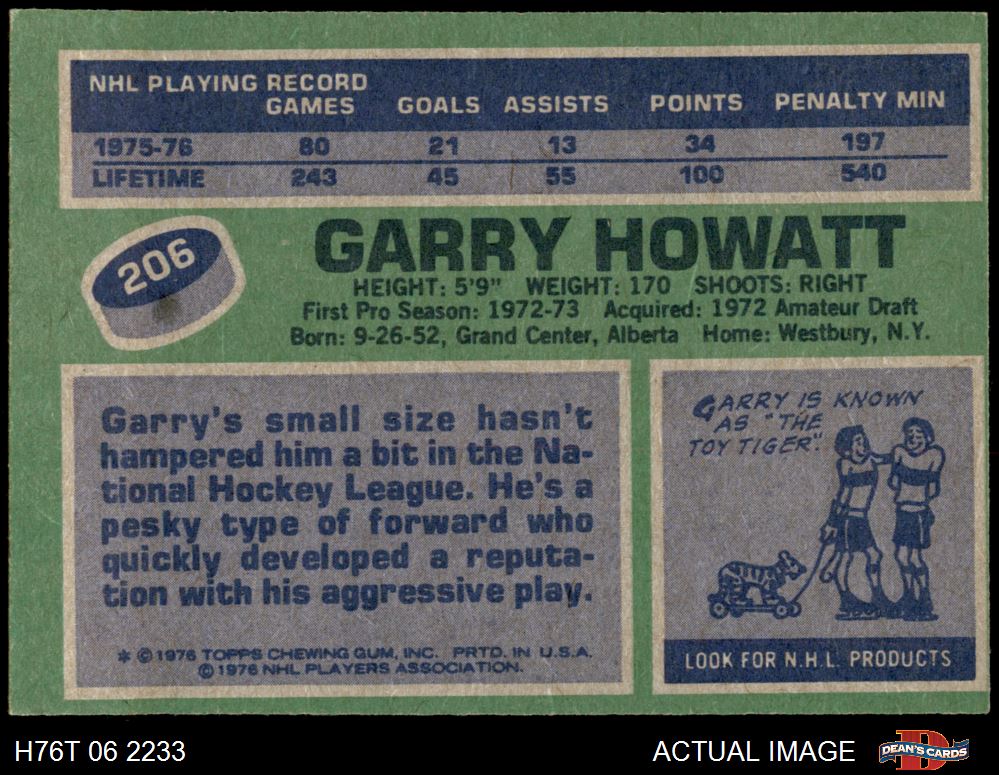 NHL PLAYING RECORD
GAMES GOALS ASSISTS POINTS PENALTY MIN
1975-76 80 21 13 34 197
LIFETIME 243 45 55 100 540
206
GARRY HOWATT
HEIGHT: 5'9" WEIGHT: 170 SHOOTS: RIGHT
First Pro Season: 1972-73 Acquired: 1972 Amateur Draft
Born: 9-26-52, Grand Center, Alberta Home: Westbury, N.Y.
Garry's small size hasn't
hampered him a bit in the Na-
tional Hockey League. He's a
pesky type of forward who
quickly developed a reputa-
tion with his aggressive play.
* © 1976 TOPPS CHEWING GUM, INC. PRTD. IN U.S.A.
© 1976 NHL PLAYERS ASSOCIATION.
GARRY IS KNOWN
AS "THE
TOY TIGER".
LOOK FOR N.H.L. PRODUCTS
H76T 06 2233
ACTUAL IMAGE
D
DEAN'S CARDS